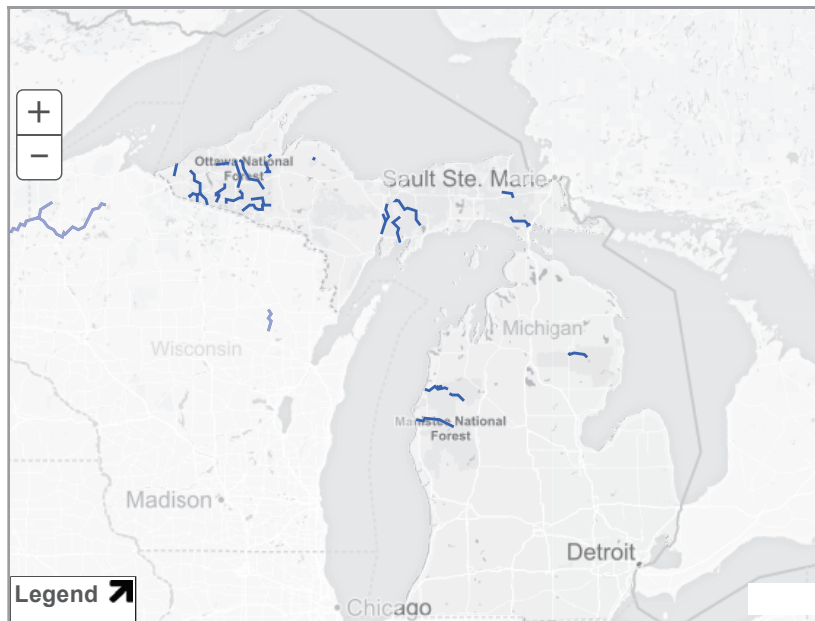 +
−
Ottawa National
Forest
Sault Ste. Marie
Michigan
Wisconsin
Manistee National
Forest
Madison
Detroit
Legend
Chicago